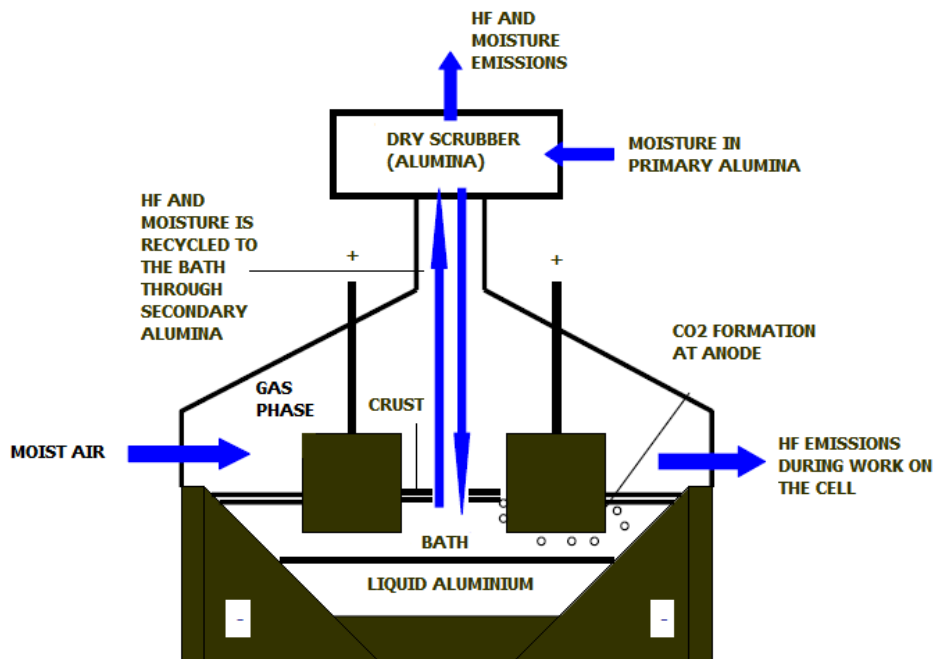 HF AND
MOISTURE
EMISSIONS
DRY SCRUBBER
(ALUMINA)
MOISTURE IN
PRIMARY ALUMINA
HF AND
MOISTURE IS
RECYCLED TO
THE BATH
THROUGH
SECONDARY
ALUMINA
+
+
CO2 FORMATION
AT ANODE
GAS
PHASE
CRUST
MOIST AIR
HF EMISSIONS
DURING WORK ON
THE CELL
BATH
LIQUID ALUMINIUM
-
-